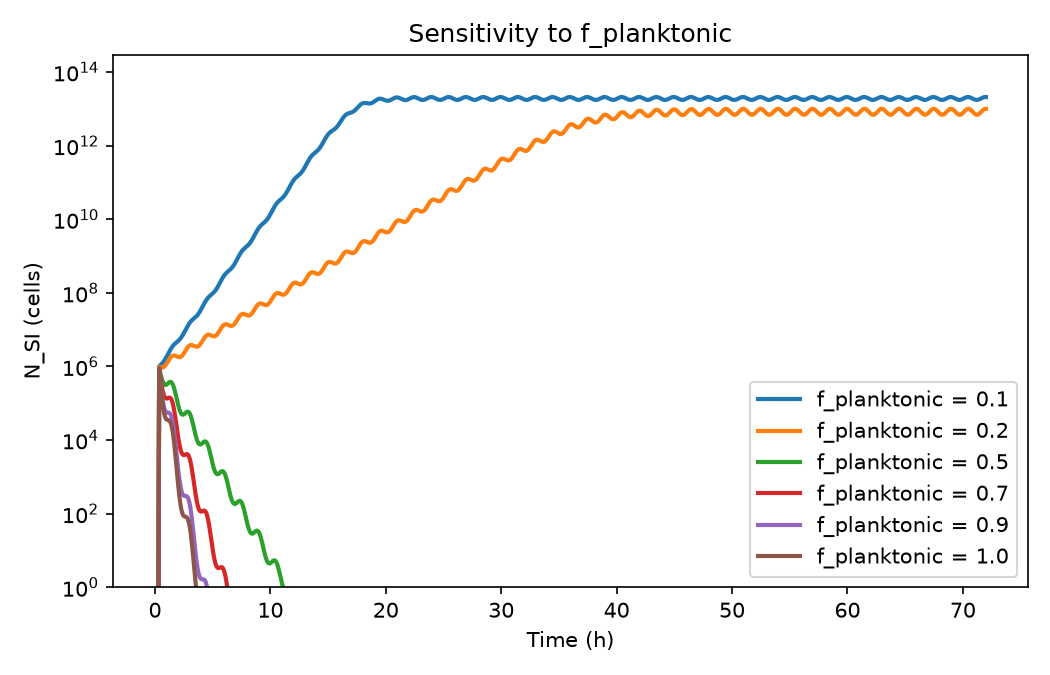 Sensitivity to f_planktonic
N_SI (cells)
10^14
10^12
10^10
10^8
10^6
10^4
10^2
10^0
f_planktonic = 0.1
f_planktonic = 0.2
f_planktonic = 0.5
f_planktonic = 0.7
f_planktonic = 0.9
f_planktonic = 1.0
0 10 20 30 40 50 60 70
Time (h)